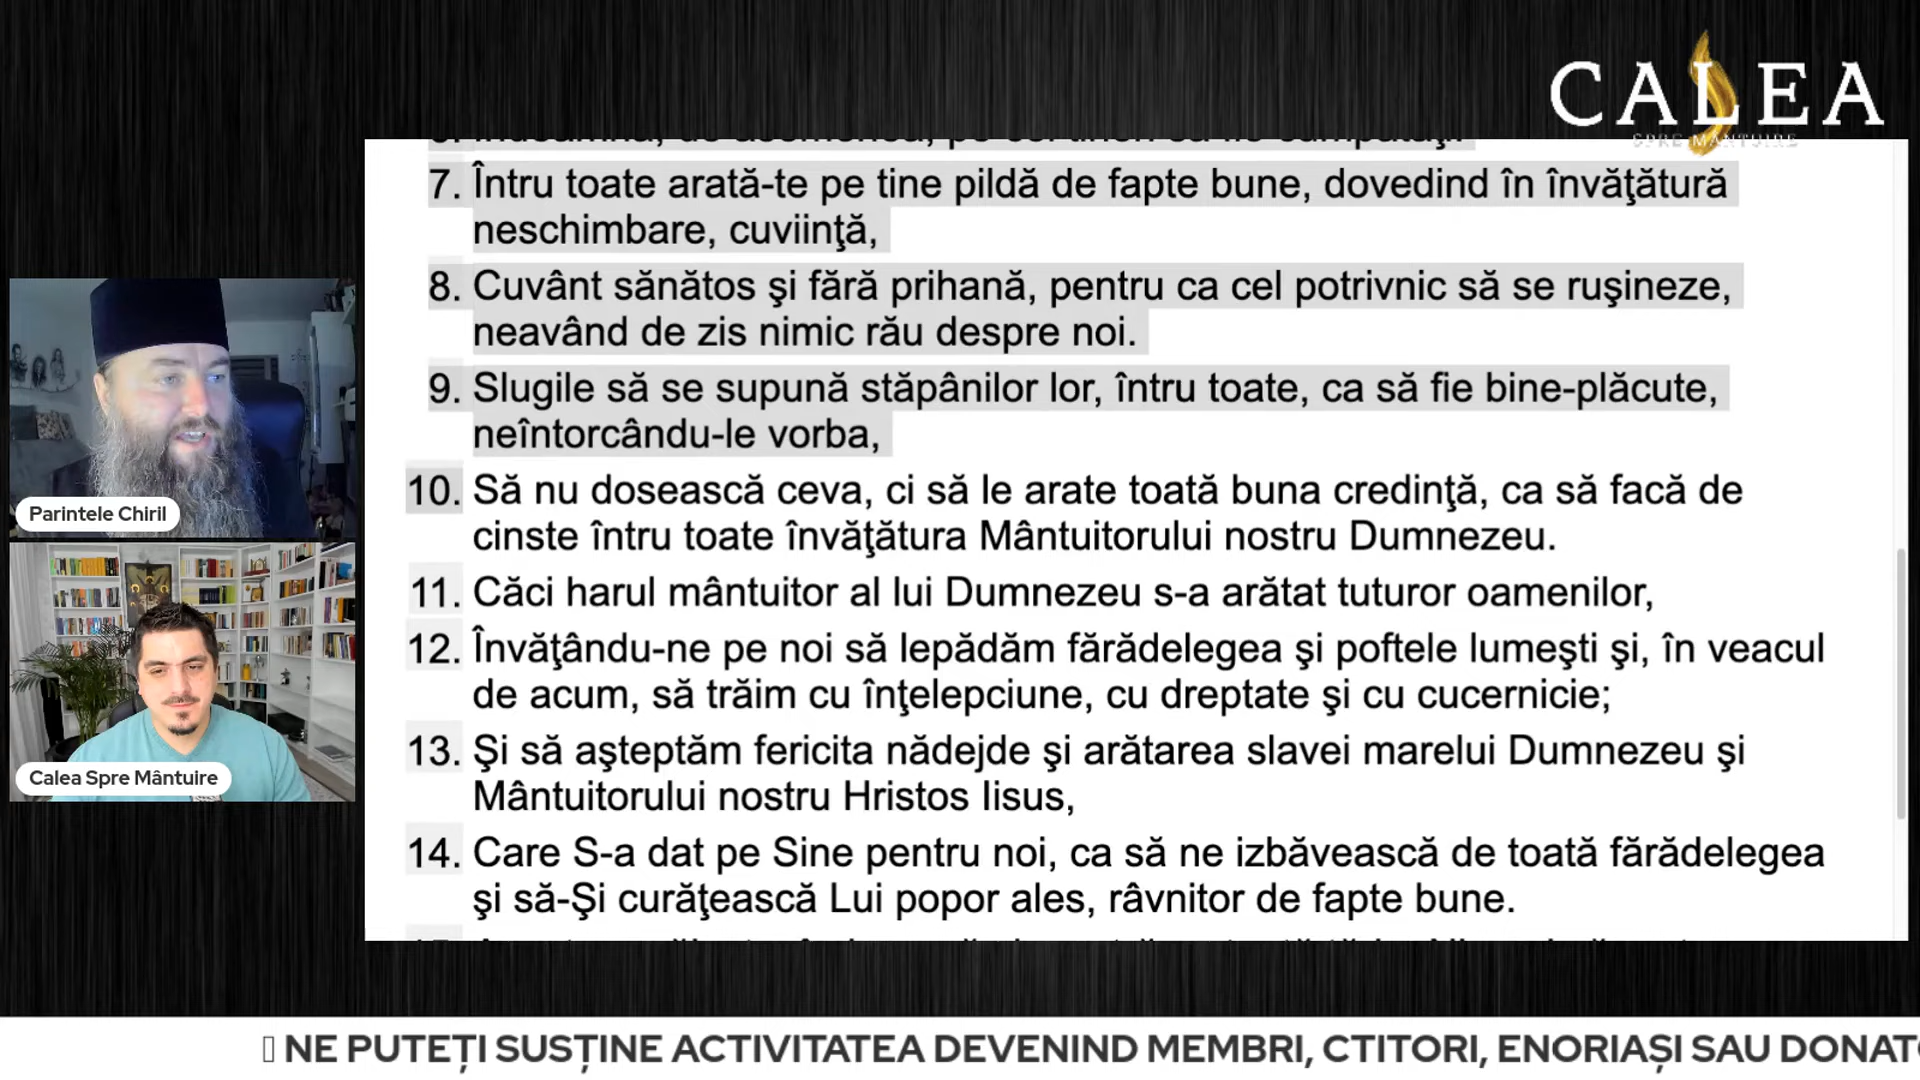 CALEA
SPRE MÂNTUIRE
7. Întru toate arată-te pe tine pildă de fapte bune, dovedind în învăţătură
neschimbare, cuviinţă,
8. Cuvânt sănătos şi fără prihană, pentru ca cel potrivnic să se ruşineze,
neavând de zis nimic rău despre noi.
9. Slugile să se supună stăpânilor lor, întru toate, ca să fie bine-plăcute,
neîntorcându-le vorba,
10. Să nu dosească ceva, ci să le arate toată buna credinţă, ca să facă de
cinste întru toate învăţătura Mântuitorului nostru Dumnezeu.
11. Căci harul mântuitor al lui Dumnezeu s-a arătat tuturor oamenilor,
12. Învăţându-ne pe noi să lepădăm fărădelegea şi poftele lumeşti şi, în veacul
de acum, să trăim cu înţelepciune, cu dreptate şi cu cucernicie;
13. Şi să aşteptăm fericita nădejde şi arătarea slavei marelui Dumnezeu şi
Mântuitorului nostru Hristos Iisus,
14. Care S-a dat pe Sine pentru noi, ca să ne izbăvească de toată fărădelegea
şi să-Şi curăţească Lui popor ales, râvnitor de fapte bune.
Parintele Chiril
Calea Spre Mântuire
NE PUTEȚI SUSȚINE ACTIVITATEA DEVENIND MEMBRI, CTITORI, ENORIAȘI SAU DONAT